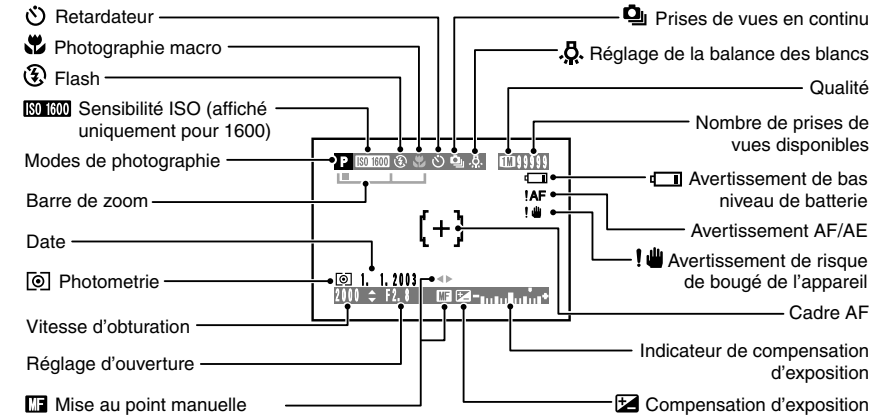 Retardateur
Photographie macro
Flash
ISO 1600 Sensibilité ISO (affiché
uniquement pour 1600)
Modes de photographie
Barre de zoom
Date
Photometrie
Vitesse d'obturation
Réglage d'ouverture
MF Mise au point manuelle
P ISO 1600 1M 99999
!AF
!
1. 1. 2003
2000 F2.8 MF
Prises de vues en continu
Réglage de la balance des blancs
Qualité
Nombre de prises de
vues disponibles
Avertissement de bas
niveau de batterie
Avertissement AF/AE
! Avertissement de risque
de bougé de l'appareil
Cadre AF
Indicateur de compensation
d'exposition
Compensation d'exposition